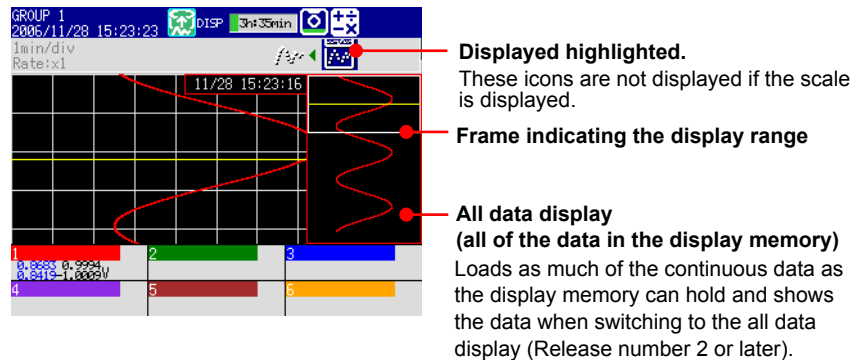 GROUP 1
2006/11/28 15:23:23
DISP
3h:35min
1min/div
Rate:x1
11/28 15:23:16
1
2
3
0.8683 0.9994
0.8419-1.0009V
4
5
6
Displayed highlighted.
These icons are not displayed if the scale
is displayed.
Frame indicating the display range
All data display
(all of the data in the display memory)
Loads as much of the continuous data as
the display memory can hold and shows
the data when switching to the all data
display (Release number 2 or later).